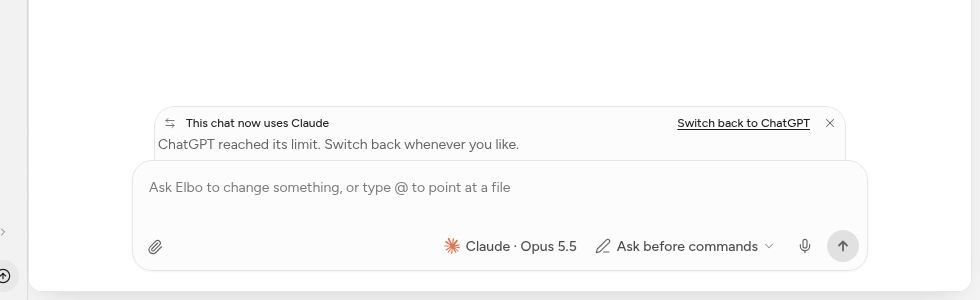 This chat now uses Claude
Switch back to ChatGPT
ChatGPT reached its limit. Switch back whenever you like.
Ask Elbo to change something, or type @ to point at a file
Claude · Opus 5.5
Ask before commands